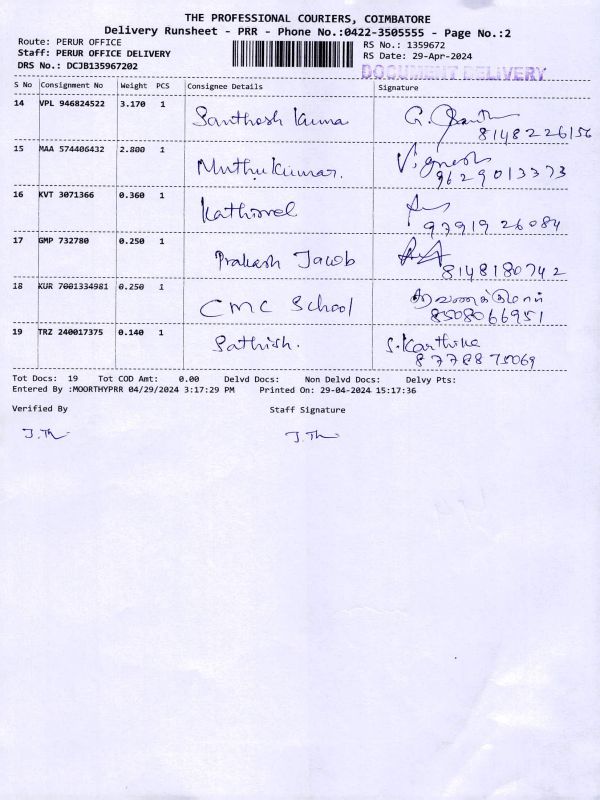 THE PROFESSIONAL COURIERS, COIMBATORE
Delivery Runsheet - PRR - Phone No.:0422-3505555 - Page No.:2
Route: PERUR OFFICE RS No.: 1359672
Staff: PERUR OFFICE DELIVERY RS Date: 29-Apr-2024
DRS No.: DCJB135967202 DOCUMENT DELIVERY
S No Consignment No Weight PCS Consignee Details Signature
14 VPL 946824522 3.170 1 Santhosh Kuma
8148226156
15 MAA 574406432 2.800 1 Muthu Kumar. Vignesh
9629013373
16 KVT 3071366 0.360 1 Kathirvel
97919 26084
17 GMP 732780 0.250 1 Prakash Jacob
8148180742
18 KUR 7001334981 0.250 1 CMC School
8508066951
19 TRZ 240017375 0.140 1 Sathish. S.Karthika
8778875069
Tot Docs: 19 Tot COD Amt: 0.00 Delvd Docs: Non Delvd Docs: Delvy Pts:
Entered By :MOORTHYPRR 04/29/2024 3:17:29 PM Printed On: 29-04-2024 15:17:36
Verified By Staff Signature